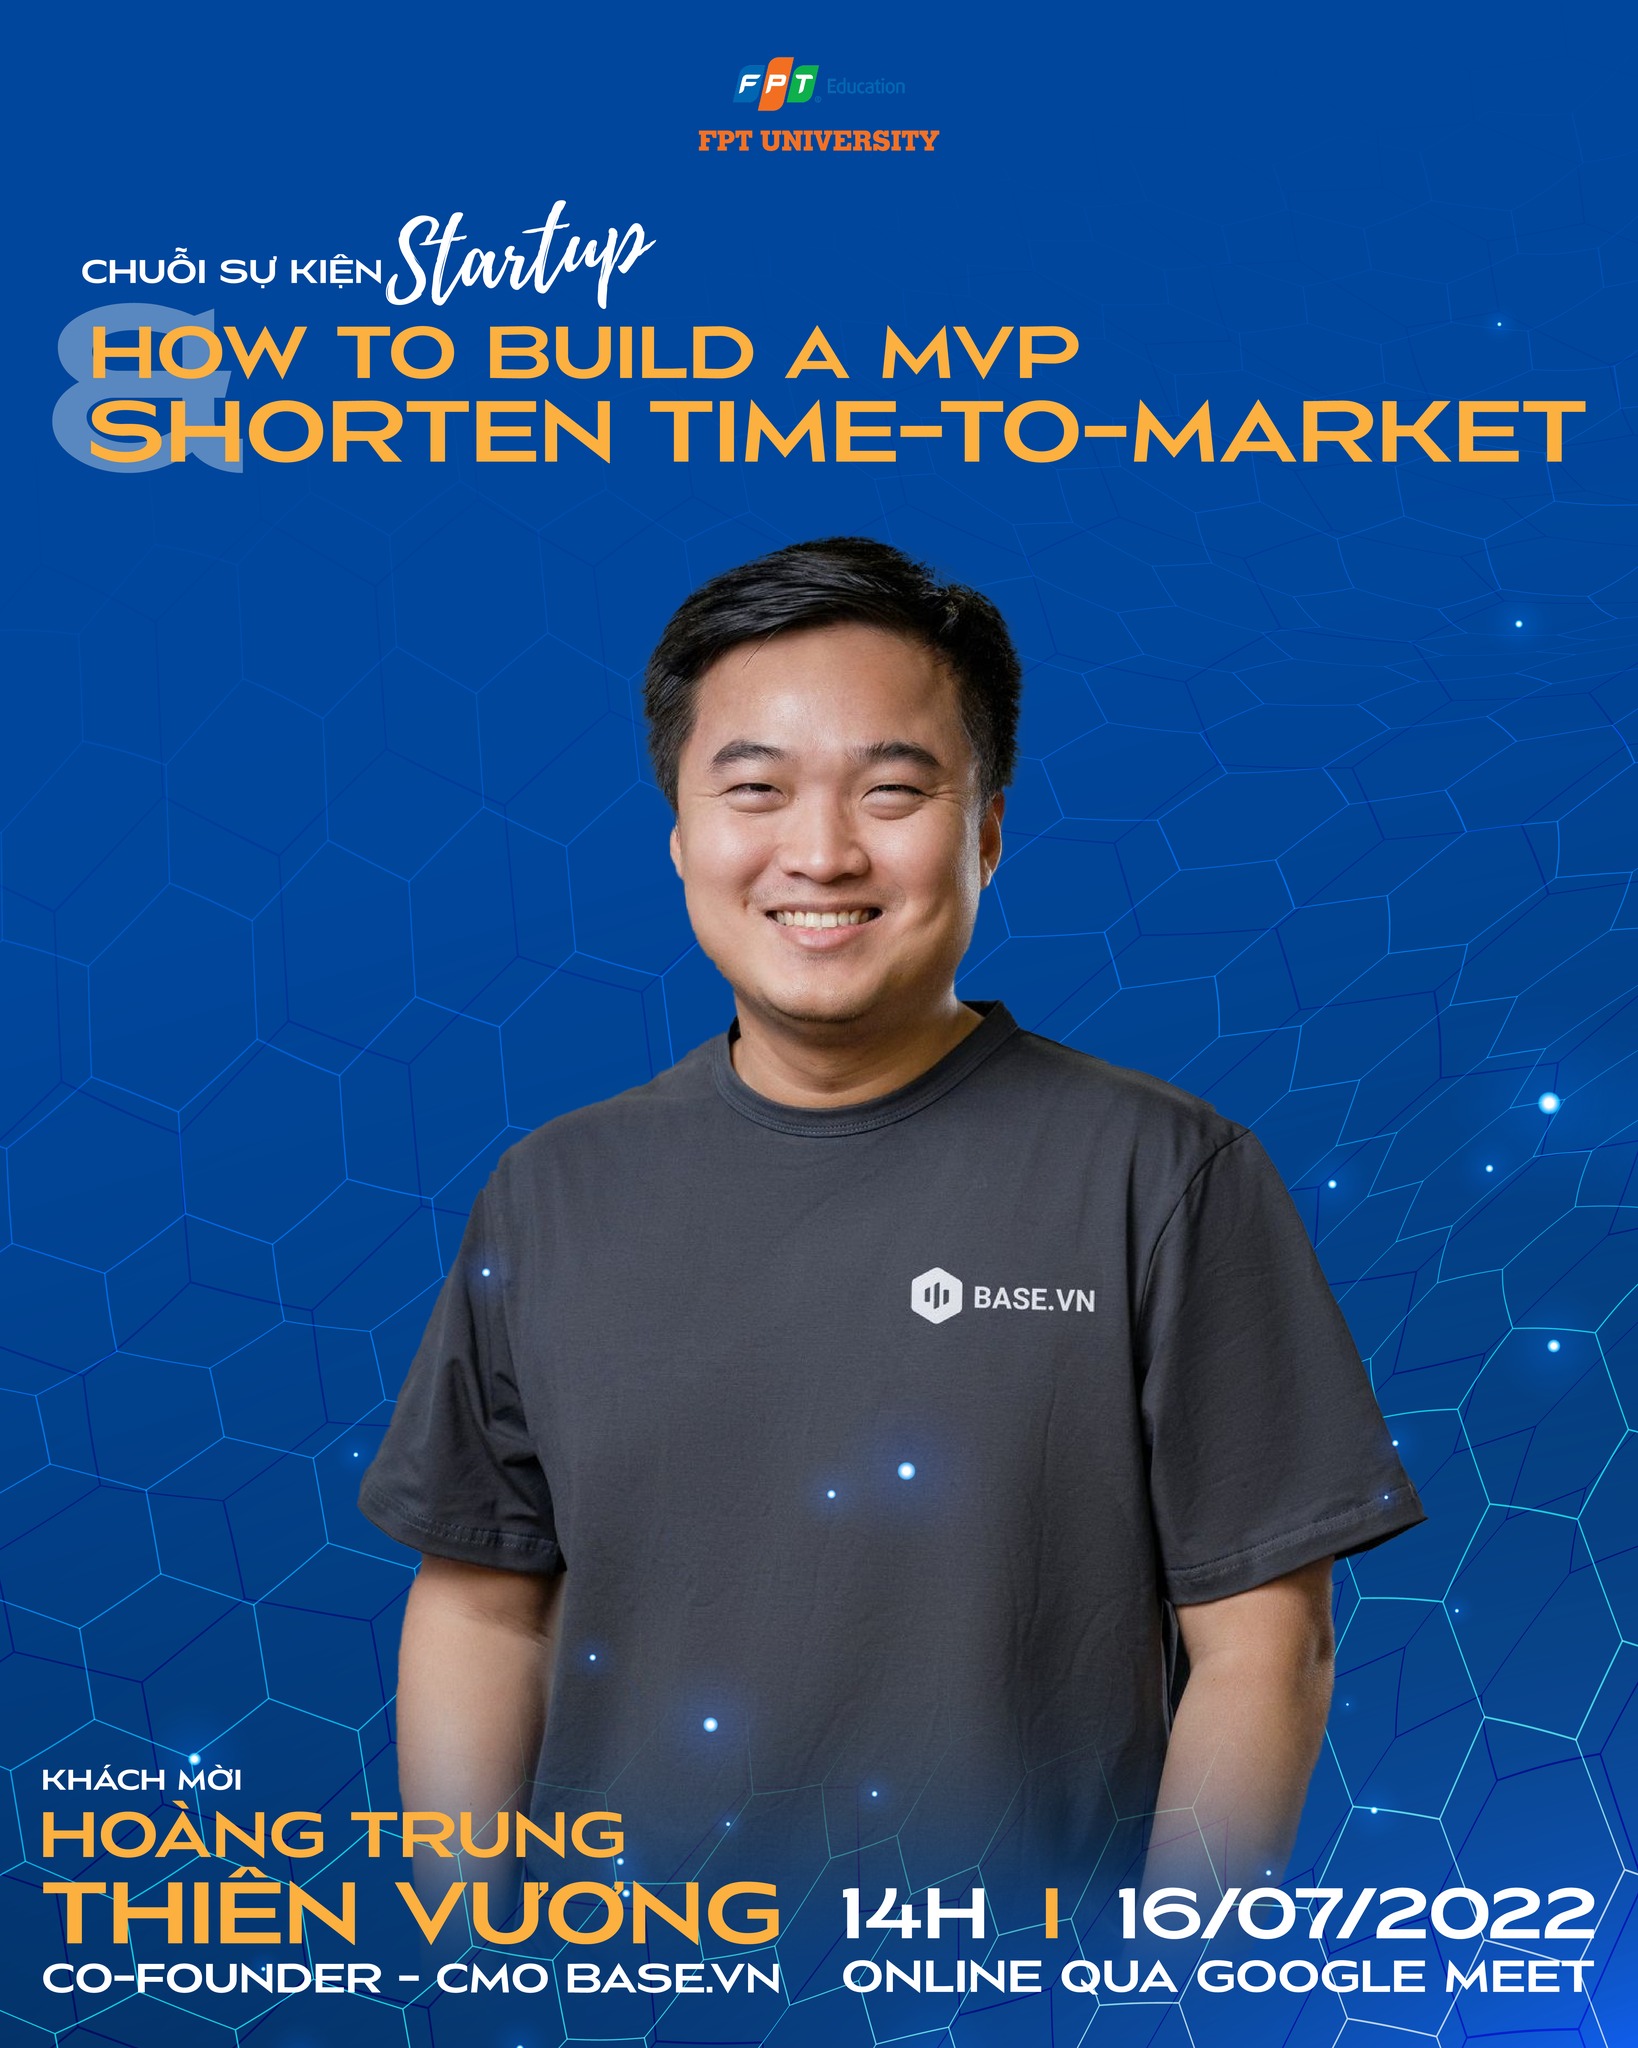 FPT Education
FPT UNIVERSITY
CHUỖI SỰ KIỆN Startup
HOW TO BUILD A MVP
&
SHORTEN TIME-TO-MARKET
BASE.VN
KHÁCH MỜI
HOÀNG TRUNG
THIÊN VƯƠNG
CO-FOUNDER - CMO BASE.VN
14H | 16/07/2022
ONLINE QUA GOOGLE MEET